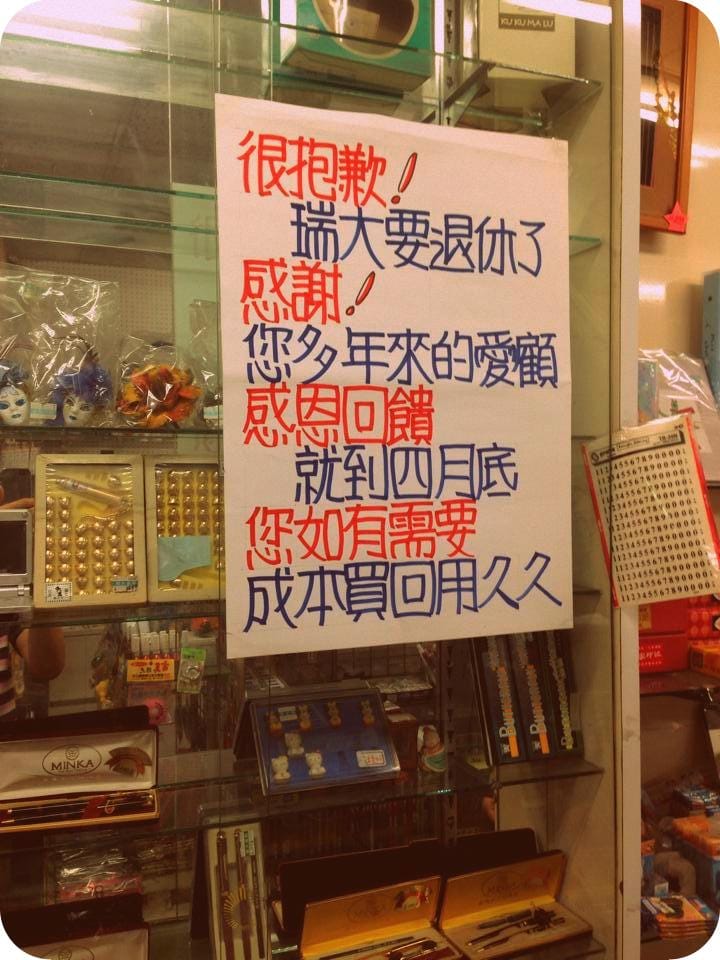 KUKUMALU
很抱歉!
瑞大要退休了
感謝!
您多年來的愛顧
感恩回饋
就到四月底
您如有需要
成本買回用久久
MINKA